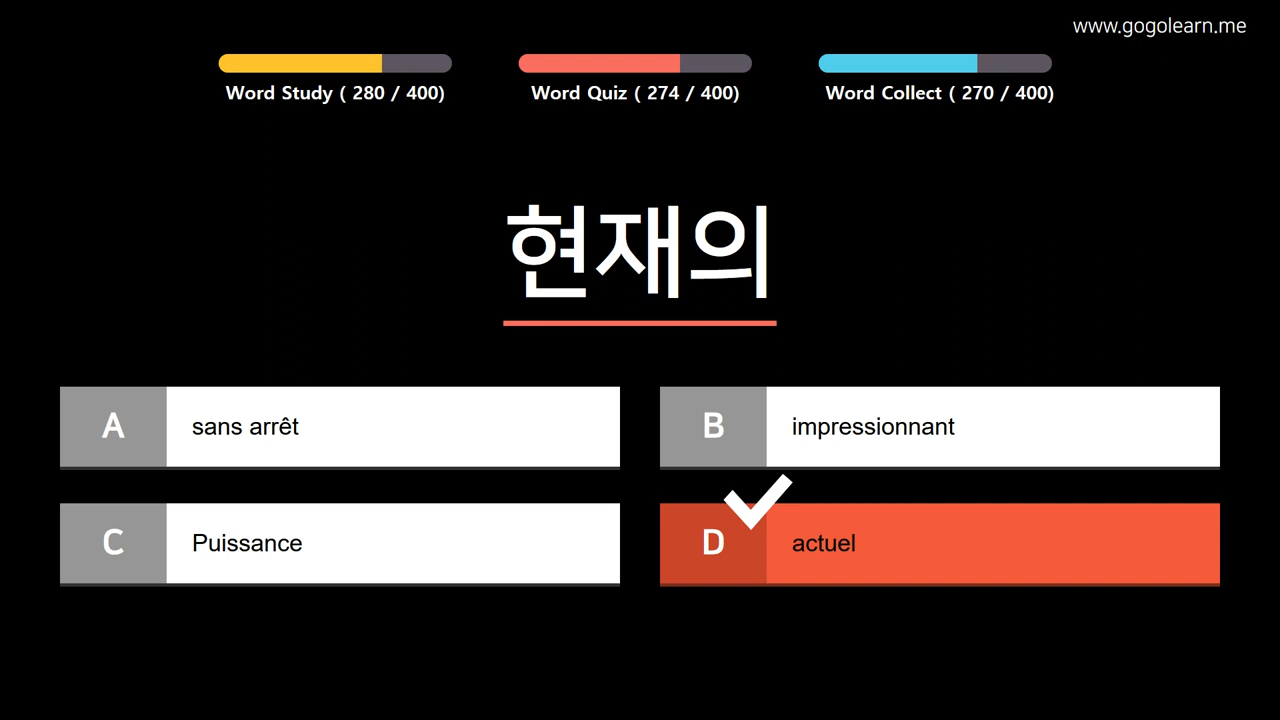 www.gogolearn.me
Word Study ( 280 / 400)
Word Quiz ( 274 / 400)
Word Collect ( 270 / 400)
현재의
A sans arrêt
B impressionnant
C Puissance
D actuel